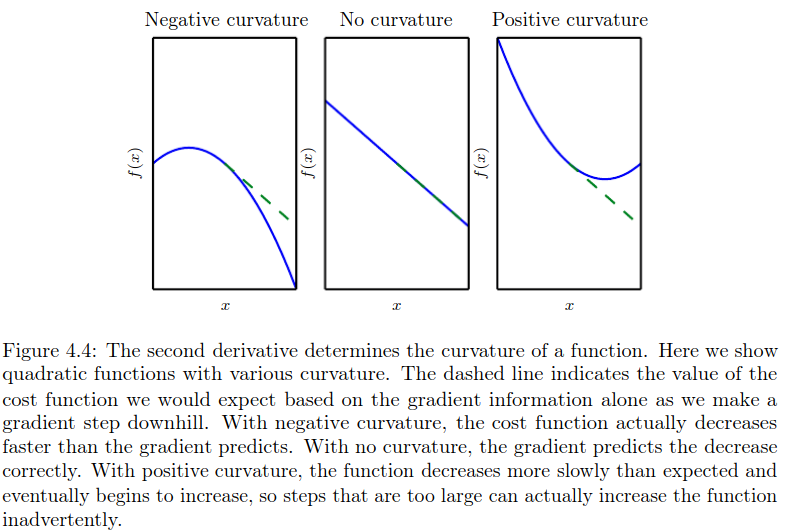 Negative curvature
No curvature
Positive curvature
f(x)
f(x)
f(x)
x
x
x
Figure 4.4: The second derivative determines the curvature of a function. Here we show
quadratic functions with various curvature. The dashed line indicates the value of the
cost function we would expect based on the gradient information alone as we make a
gradient step downhill. With negative curvature, the cost function actually decreases
faster than the gradient predicts. With no curvature, the gradient predicts the decrease
correctly. With positive curvature, the function decreases more slowly than expected and
eventually begins to increase, so steps that are too large can actually increase the function
inadvertently.